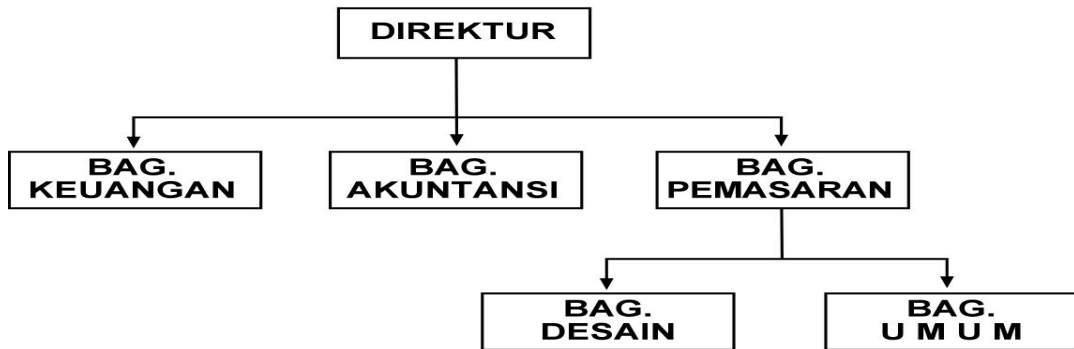 DIREKTUR
BAG.
KEUANGAN
BAG.
AKUNTANSI
BAG.
PEMASARAN
BAG.
DESAIN
BAG.
U M U M